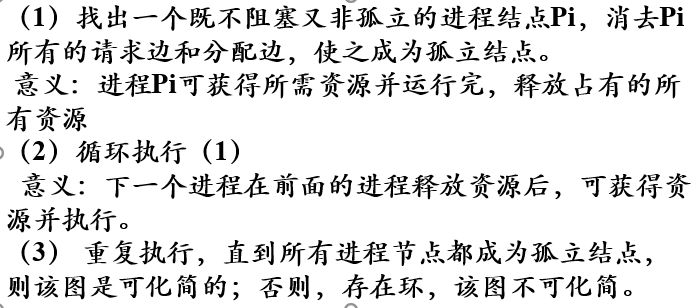 （1）找出一个既不阻塞又非孤立的进程结点Pi，消去Pi
所有的请求边和分配边，使之成为孤立结点。
意义：进程Pi可获得所需资源并运行完，释放占有的所
有资源
（2）循环执行（1）
意义：下一个进程在前面的进程释放资源后，可获得资
源并执行。
（3） 重复执行，直到所有进程节点都成为孤立结点，
则该图是可化简的；否则，存在环，该图不可化简。